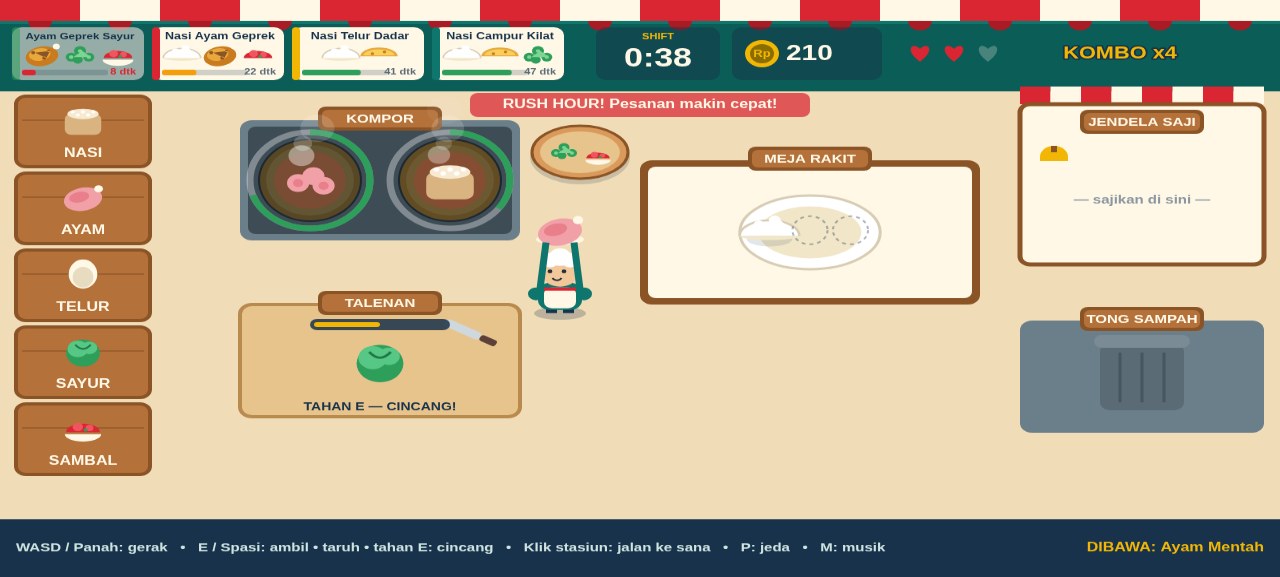 Ayam Geprek Sayur
8 dtk
Nasi Ayam Geprek
22 dtk
Nasi Telur Dadar
41 dtk
Nasi Campur Kilat
47 dtk
SHIFT
0:38
Rp 210
KOMBO x4
RUSH HOUR! Pesanan makin cepat!
NASI
AYAM
TELUR
SAYUR
SAMBAL
KOMPOR
TALENAN
TAHAN E — CINCANG!
MEJA RAKIT
JENDELA SAJI
— sajikan di sini —
TONG SAMPAH
WASD / Panah: gerak • E / Spasi: ambil • taruh • tahan E: cincang • Klik stasiun: jalan ke sana • P: jeda • M: musik
DIBAWA: Ayam Mentah